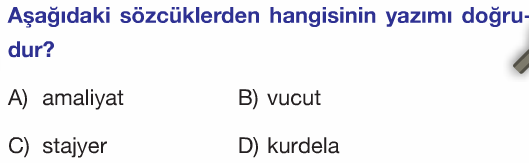 Aşağıdaki sözcüklerden hangisinin yazımı doğru-
dur?
A) amaliyat B) vucut
C) stajyer D) kurdela